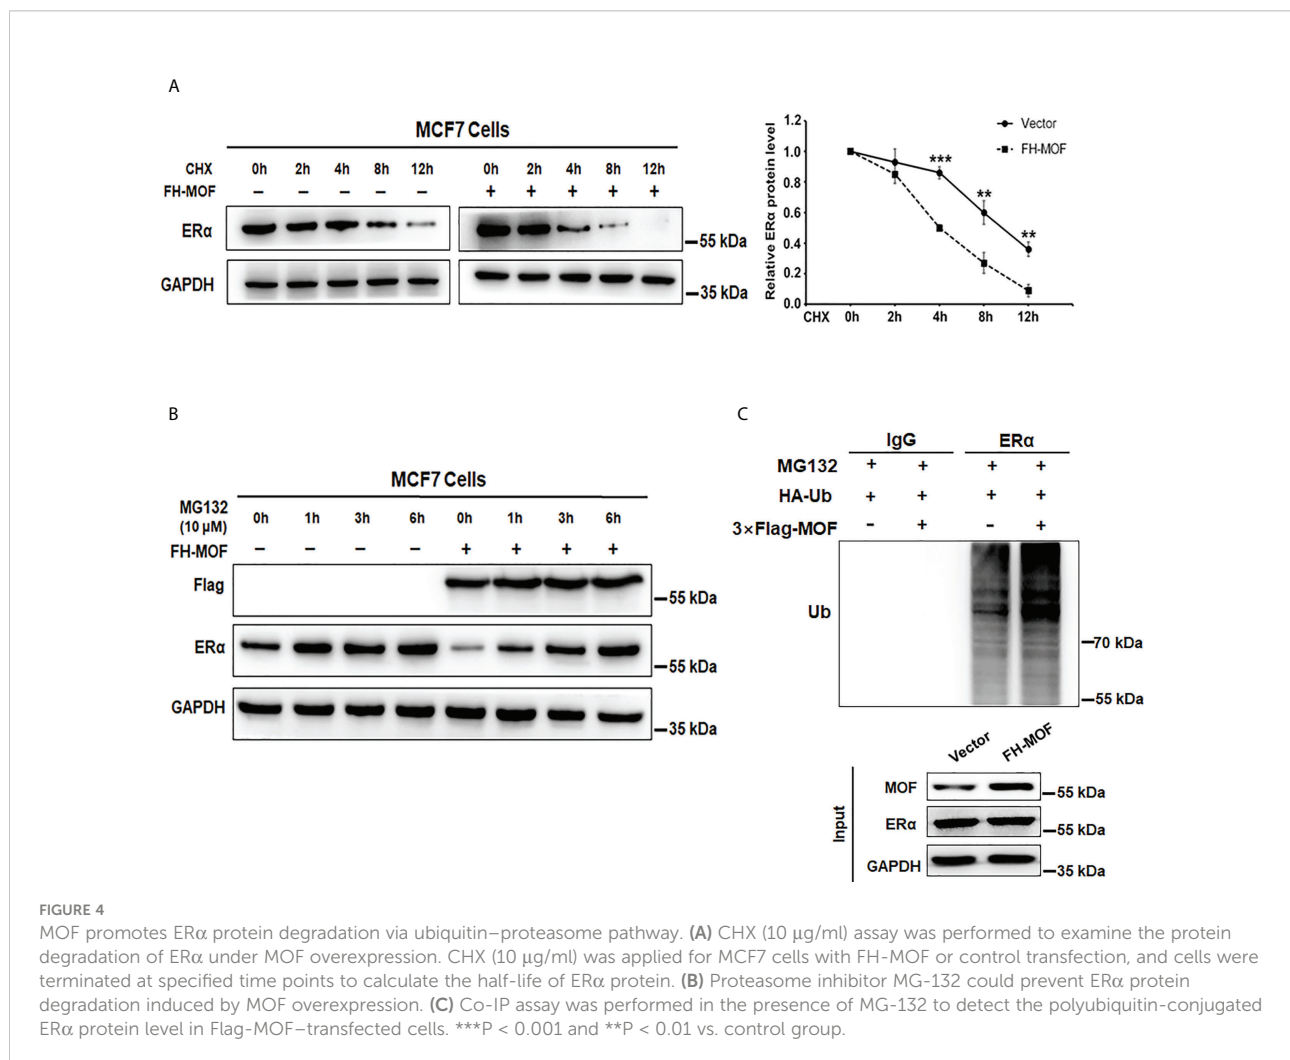 A
MCF7 Cells
CHX 0h 2h 4h 8h 12h 0h 2h 4h 8h 12h
FH-MOF − − − − − + + + + +
ERα
55 kDa
GAPDH
35 kDa
Relative ERα protein level
1.2
1.0
0.8
0.6
0.4
0.2
0.0
Vector
FH-MOF
***
**
**
CHX 0h 2h 4h 8h 12h
B
MCF7 Cells
MG132
(10 µM)
0h 1h 3h 6h 0h 1h 3h 6h
FH-MOF − − − − + + + +
Flag
55 kDa
ERα
55 kDa
GAPDH
35 kDa
C
IgG ERα
MG132 + + + +
HA-Ub + + + +
3×Flag-MOF − + − +
Ub
70 kDa
55 kDa
Vector FH-MOF
Input
MOF
55 kDa
ERα
55 kDa
GAPDH
35 kDa
FIGURE 4
MOF promotes ERα protein degradation via ubiquitin–proteasome pathway. (A) CHX (10 µg/ml) assay was performed to examine the protein
degradation of ERα under MOF overexpression. CHX (10 µg/ml) was applied for MCF7 cells with FH-MOF or control transfection, and cells were
terminated at specified time points to calculate the half-life of ERα protein. (B) Proteasome inhibitor MG-132 could prevent ERα protein
degradation induced by MOF overexpression. (C) Co-IP assay was performed in the presence of MG-132 to detect the polyubiquitin-conjugated
ERα protein level in Flag-MOF–transfected cells. ***P < 0.001 and **P < 0.01 vs. control group.